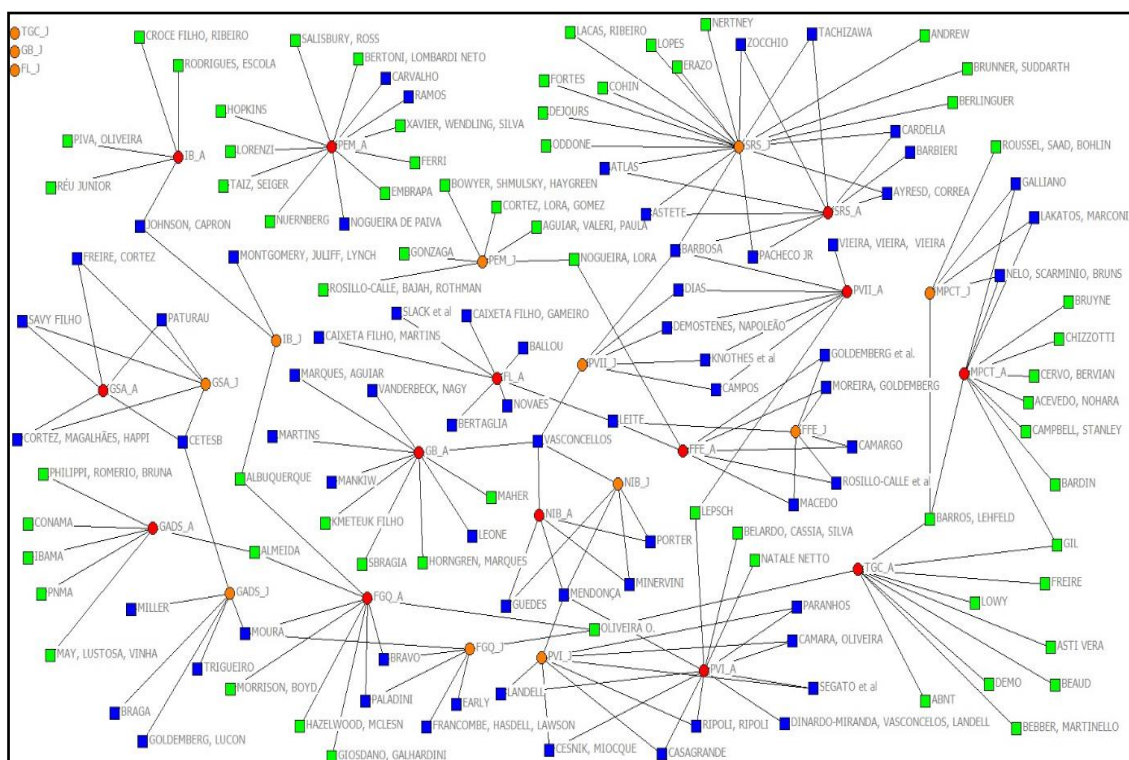 TGC_J
GB_J
FL_J
CROCE FILHO, RIBEIRO
RODRIGUES, ESCOLA
PIVA, OLIVEIRA
IB_A
RÉU JUNIOR
JOHNSON, CAPRON
SALISBURY, ROSS
BERTONI, LOMBARDI NETO
CARVALHO
RAMOS
HOPKINS
XAVIER, WENDLING, SILVA
PEM_A
LORENZI
FERRI
TAIZ, SEIGER
EMBRAPA
NUERNBERG
NOGUEIRA DE PAIVA
LACAS, RIBEIRO
NERTNEY
LOPES
ZOCCHIO
TACHIZAWA
ANDREW
ERAZO
BRUNNER, SUDDARTH
FORTES
COHIN
BERLINGUER
DEJOURS
CARDELLA
ODDONE
SRS_J
BARBIERI
ROUSSEL, SAAD, BOHLIN
ATLAS
AYRESD, CORREA
GALLIANO
ASTETE
SRS_A
LAKATOS, MARCONI
BARBOSA
PACHECO JR
VIEIRA, VIEIRA, VIEIRA
BOWYER, SHMULSKY, HAYGREEN
CORTEZ, LORA, GOMEZ
AGUIAR, VALERI, PAULA
GONZAGA
PEM_J
NOGUEIRA, LORA
ROSILLO-CALLE, BAJAH, ROTHMAN
FREIRE, CORTEZ
MONTGOMERY, JULIFF, LYNCH
NELO, SCARMINIO, BRUNS
DIAS
PVII_A
MPCT_J
BRUYNE
SAVY FILHO
PATURAU
IB_J
SLACK et al
CAIXETA FILHO, GAMEIRO
CAIXETA FILHO, MARTINS
BALLOU
DEMOSTENES, NAPOLEÃO
CHIZZOTTI
PVII_J
KNOTHES et al
GOLDEMBERG et al.
MARQUES, AGUIAR
FL_A
MPCT_A
CERVO, BERVIAN
GSA_A
GSA_J
VANDERBECK, NAGY
CAMPOS
MOREIRA, GOLDEMBERG
ACEVEDO, NOHARA
NOVAES
BERTAGLIA
LEITE
FFE_J
CAMPBELL, STANLEY
CORTEZ, MAGALHÃES, HAPPI
CETESB
MARTINS
GB_A
VASCONCELLOS
FFE_A
CAMARGO
PHILIPPI, ROMERIO, BRUNA
ALBUQUERQUE
MANKIW
NIB_J
ROSILLO-CALLE et al
BARDIN
MAHER
MACEDO
CONAMA
GADS_A
KMETEUK FILHO
LEONE
NIB_A
LEPSCH
BARROS, LEHFELD
IBAMA
ALMEIDA
SBRAGIA
HORNGREN, MARQUES
PORTER
BELARDO, CASSIA, SILVA
GIL
NATALE NETTO
TGC_A
PNMA
GADS_J
FGQ_A
MINERVINI
FREIRE
MILLER
GUEDES
MENDONÇA
PARANHOS
LOWY
MOURA
OLIVEIRA O.
CAMARA, OLIVEIRA
ASTI VERA
MAY, LUSTOSA, VINHA
TRIGUEIRO
BRAVO
FGQ_J
PVI_J
PVI_A
DEMO
BEAUD
MORRISON, BOYD
PALADINI
EARLY
LANDELL
SEGATO et al
ABNT
BRAGA
HAZELWOOD, MCLESN
FRANCOMBE, HASDELL, LAWSON
RIPOLI, RIPOLI
DINARDO-MIRANDA, VASCONCELOS, LANDELL
BEBBER, MARTINELLO
GOLDEMBERG, LUCON
GIOSDANO, GALHARDINI
CESNIK, MIOCQUE
CASAGRANDE